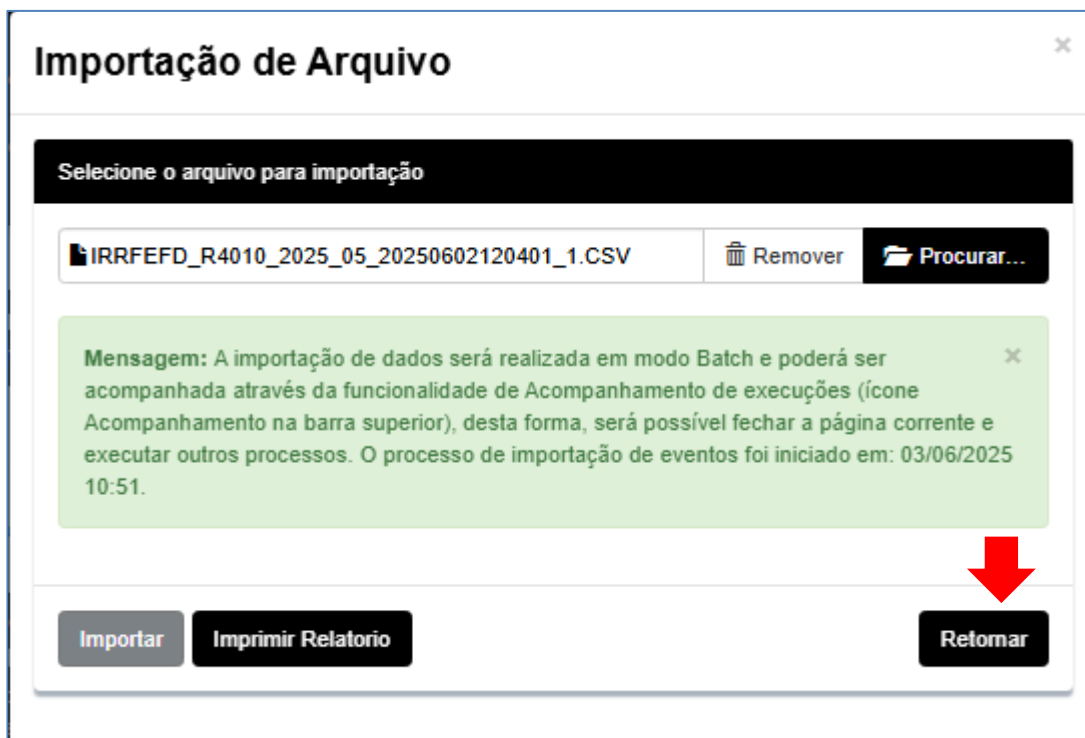 Importação de Arquivo
×
Selecione o arquivo para importação
IRRFEFD_R4010_2025_05_20250602120401_1.CSV
Remover
Procurar...
Mensagem: A importação de dados será realizada em modo Batch e poderá ser
×
acompanhada através da funcionalidade de Acompanhamento de execuções (ícone
Acompanhamento na barra superior), desta forma, será possível fechar a página corrente e
executar outros processos. O processo de importação de eventos foi iniciado em: 03/06/2025
10:51.
Importar
Imprimir Relatorio
Retornar